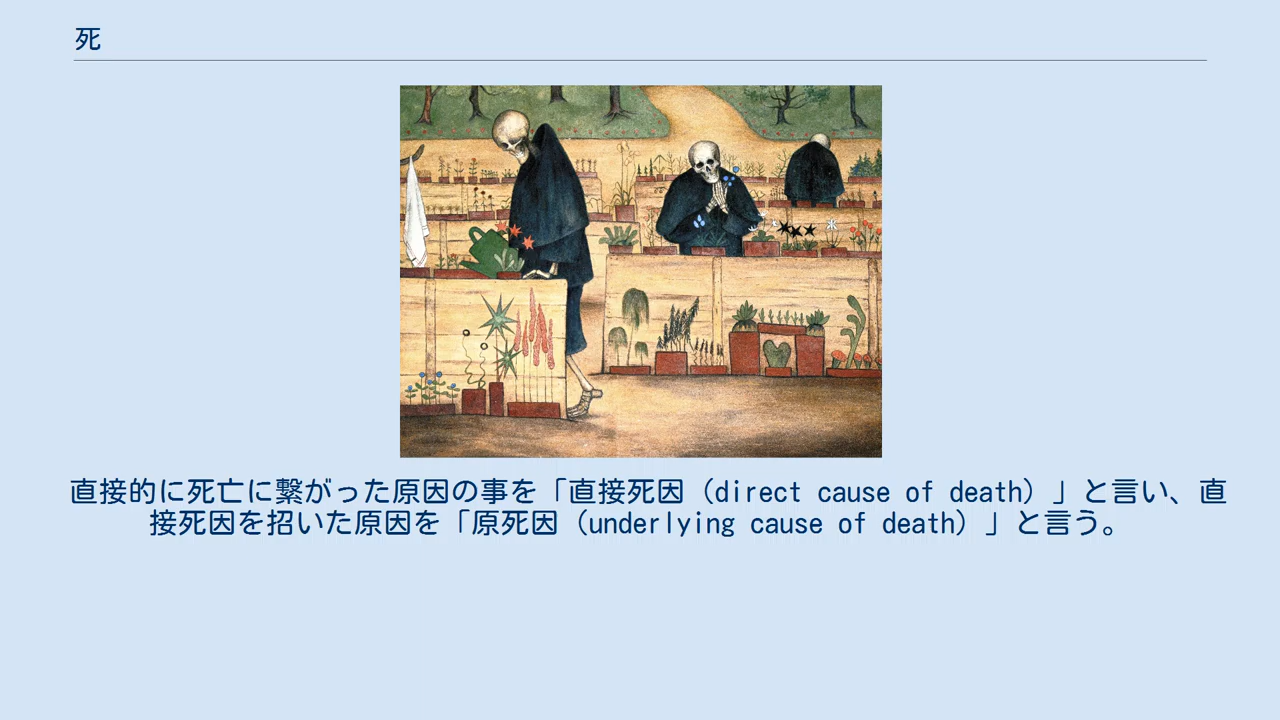 死
直接的に死亡に繋がった原因の事を「直接死因（direct cause of death）」と言い、直
接死因を招いた原因を「原死因（underlying cause of death）」と言う。